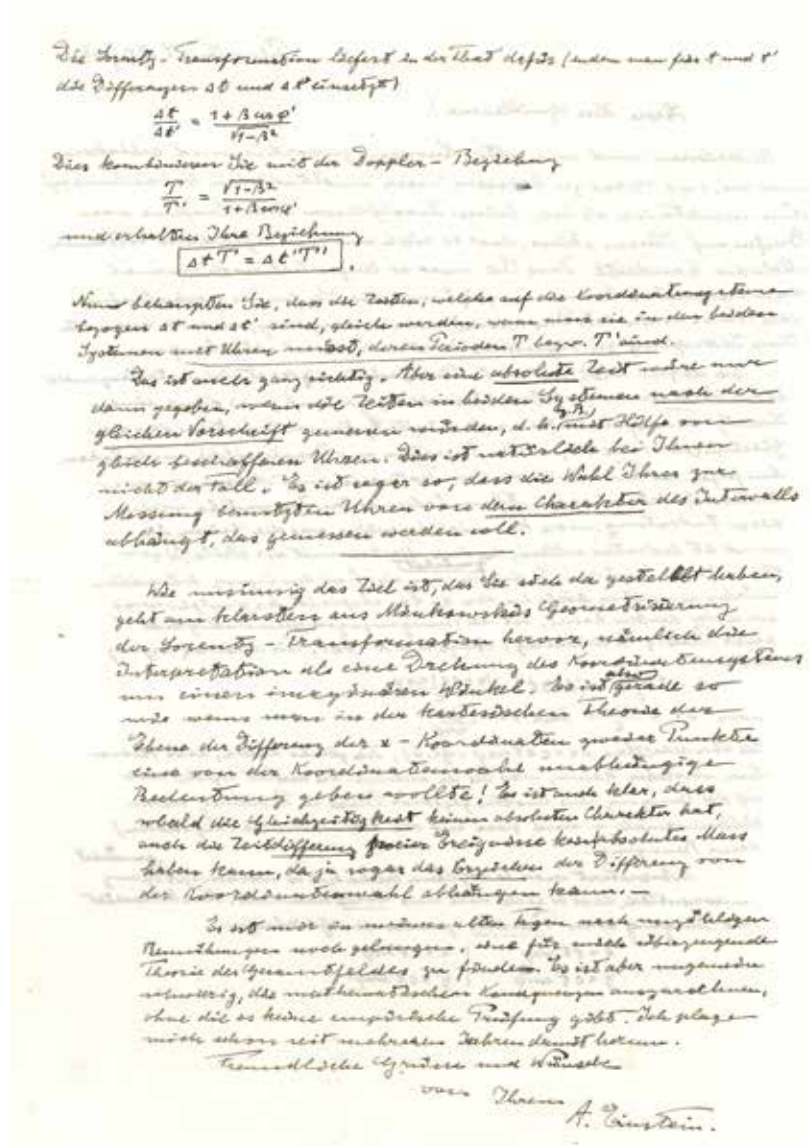 Die Lorentz-Transformation liefert in der That dafür (indem man für t und t'
die Differenzen Δt und Δt' einsetzt)
Δt/Δt' = (1 + β cos φ')/√(1-β²)
Dies kombinieren Sie mit der Doppler-Beziehung
T/T' = √(1-β²)/(1 + β cos φ')
und erhalten Ihre Beziehung
Δt T = Δt' T'.
Nun behaupten Sie, dass die Zeiten, welche auf die Koordinatensysteme
bezogen Δt und Δt' sind, gleich werden, wenn man sie in den beiden
Systemen mit Uhren misst, deren Perioden T bezw. T' sind.
Das ist auch ganz richtig. Aber eine absolute Zeit wäre nur
dann gegeben, wenn die Zeiten in beiden Systemen nach der
gleichen Vorschrift gemessen würden, d. h. (z. B.) mit Hilfe von
gleich beschaffenen Uhren. Dies ist natürlich bei Ihnen
nicht der Fall. Es ist sogar so, dass die Wahl Ihrer zur
Messung benutzten Uhren von dem Charakter des Intervalls
abhängt, das gemessen werden soll.
Wie unsinnig das Ziel ist, das Sie sich da gestellt haben,
geht am klarsten aus Minkowskis Geometrisierung
der Lorentz-Transformation hervor, nämlich die
Interpretation als eine Drehung des Koordinatensystems
um einen imaginären Winkel. Es ist also gerade so
wie wenn man in der kartesischen Theorie der
Ebene der Differenz der x-Koordinaten zweier Punkte
eine von der Koordinatenwahl unabhängige
Bedeutung geben wollte! Es ist auch klar, dass
sobald die Gleichzeitigkeit keinen absoluten Charakter hat,
auch die Zeitdifferenz zweier Ereignisse kein absolutes Mass
haben kann, da ja sogar das Vorzeichen der Differenz von
der Koordinatenwahl abhängen kann.—
Es ist mir in meinen alten Tagen nach unzähligen
Bemühungen noch gelungen, eine für mich überzeugende
Theorie des Gesamtfeldes zu finden. Es ist aber ungemein
schwierig, die mathematischen Konsequenzen auszurechnen,
ohne die es keine empirische Prüfung gibt. Ich plage
mich schon seit mehreren Jahren damit herum.
Freundliche Grüsse und Wünsche
von Ihrem
A. Einstein.